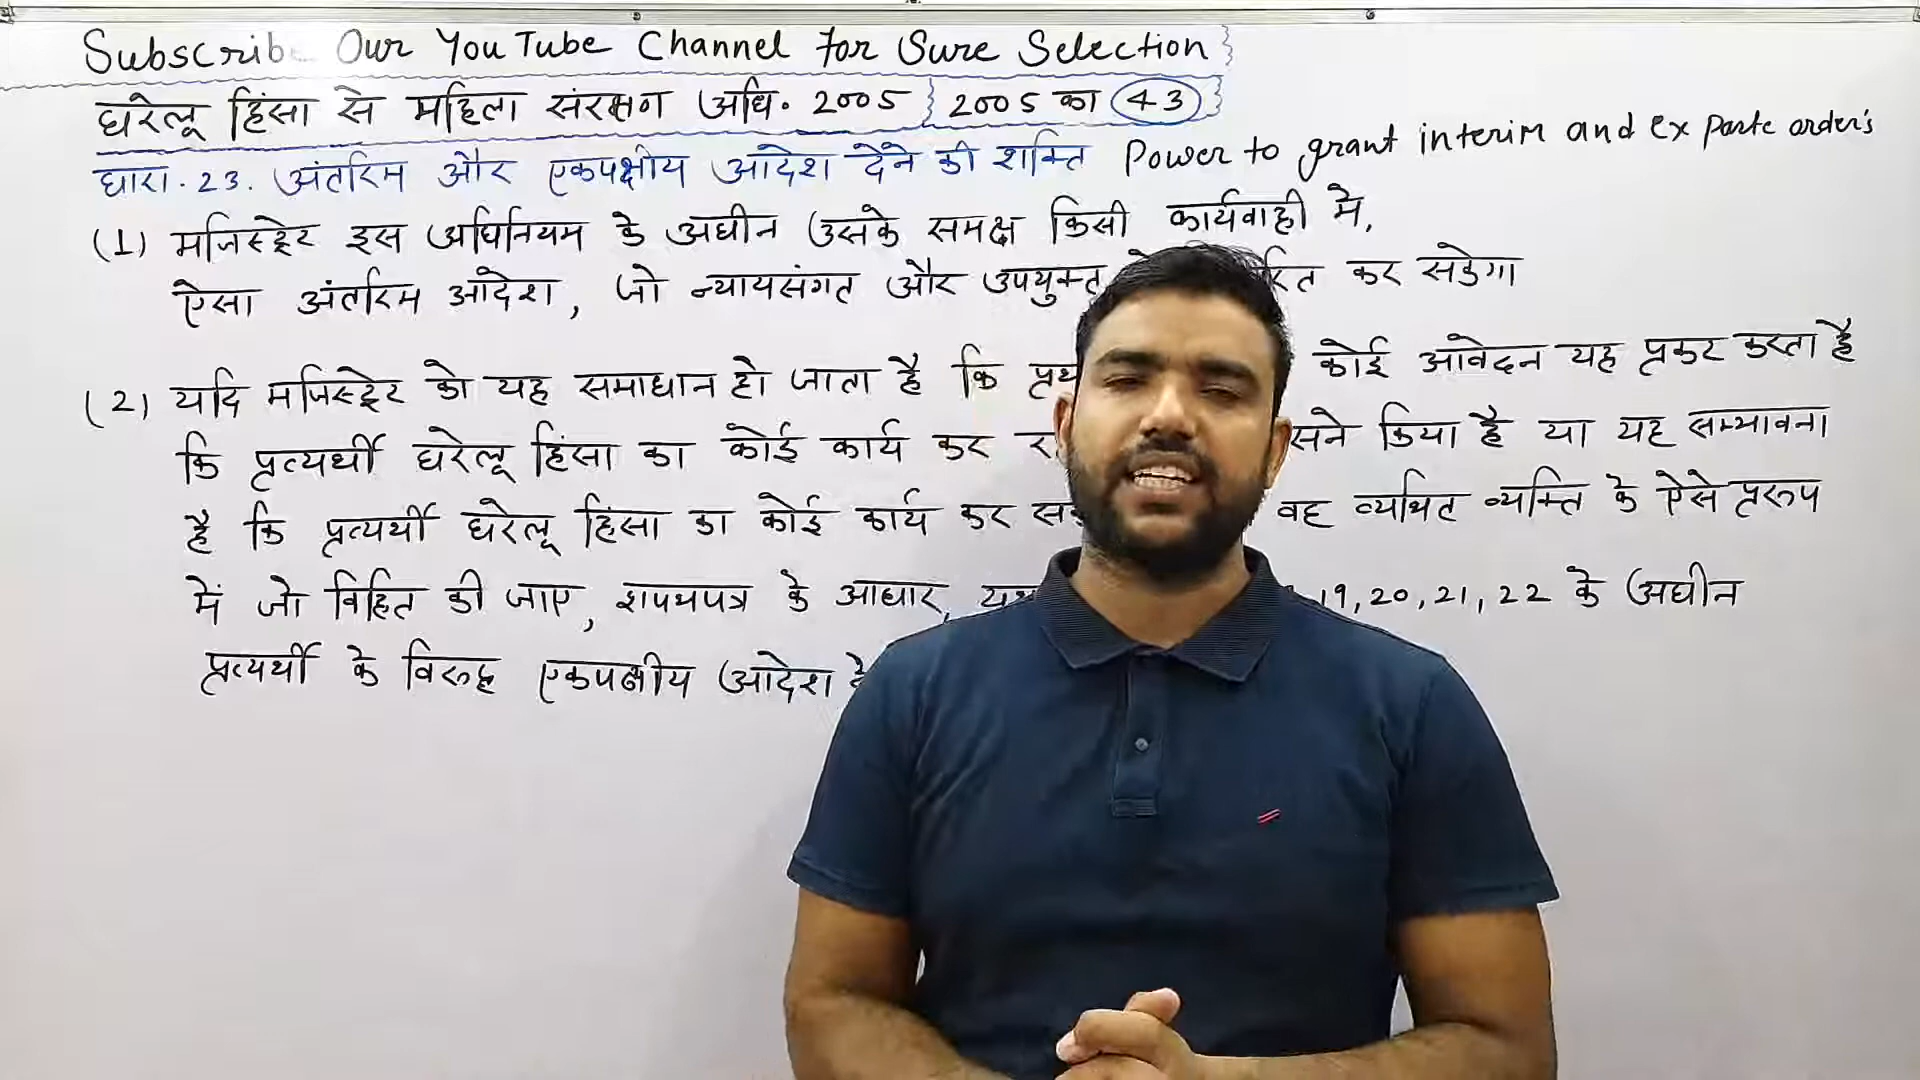 Subscribe Our YouTube Channel for Sure Selection
घरेलू हिंसा से महिला संरक्षण अधि. 2005 2005 का 43
धारा.23. अंतरिम और एकपक्षीय आदेश देने की शक्ति Power to grant interim and ex parte order's
(1) मजिस्ट्रेट इस अधिनियम के अधीन उसके समक्ष किसी कार्यवाही में,
ऐसा अंतरिम आदेश, जो न्यायसंगत और उपयुक्त कर सकेगा
(2) यदि मजिस्ट्रेट को यह समाधान हो जाता है कि कोई आवेदन यह प्रकट करता है
कि प्रत्यर्थी घरेलू हिंसा का कोई कार्य कर किया है या यह सम्भावना
है कि प्रत्यर्थी घरेलू हिंसा का कोई कार्य कर वह व्यथित व्यक्ति के ऐसे प्ररूप
में जो विहित की जाए, शपथपत्र के आधार, 19, 20, 21, 22 के अधीन
प्रत्यर्थी के विरुद्ध एकपक्षीय आदेश